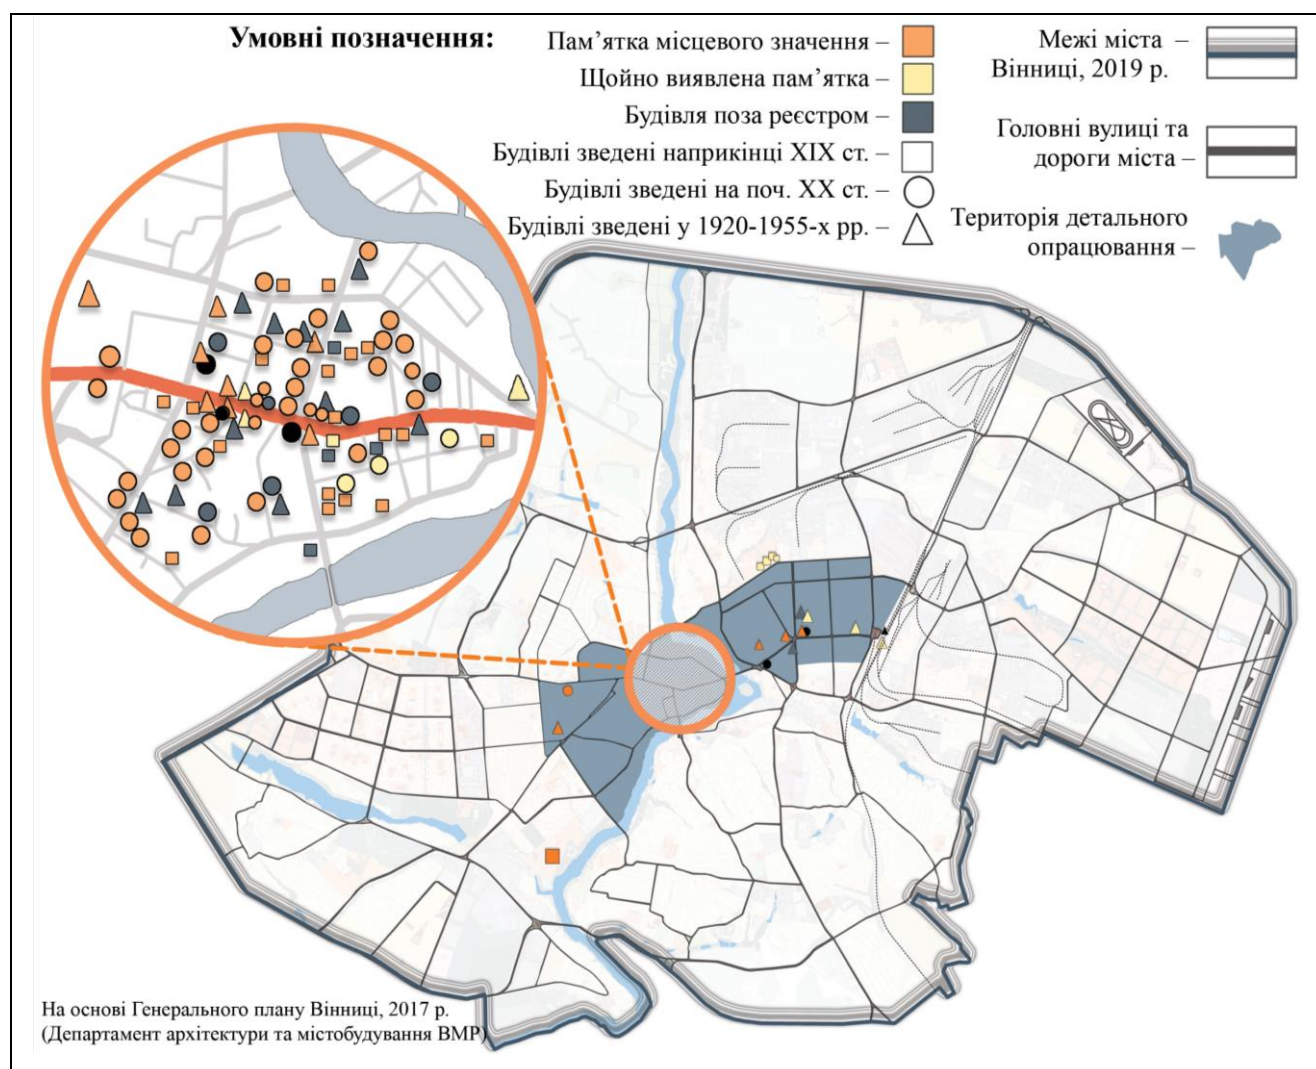 Умовні позначення:
Пам’ятка місцевого значення –
Щойно виявлена пам’ятка –
Будівля поза реєстром –
Будівлі зведені наприкінці XIX ст. –
Будівлі зведені на поч. XX ст. –
Будівлі зведені у 1920-1955-х рр. –
Межі міста –
Вінниці, 2019 р.
Головні вулиці та
дороги міста –
Територія детального
опрацювання –
На основі Генерального плану Вінниці, 2017 р.
(Департамент архітектури та містобудування ВМР)